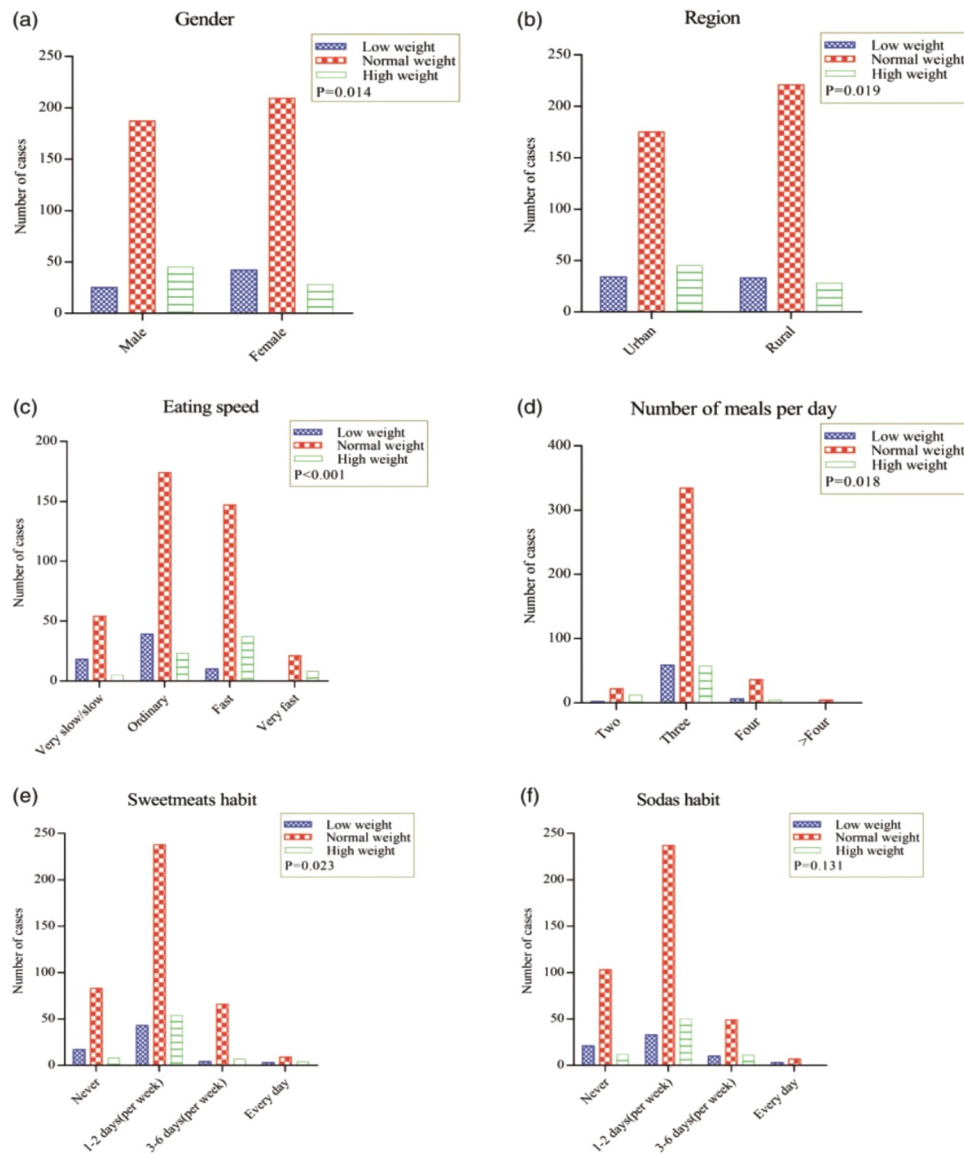 (a)
Gender
Low weight
Normal weight
High weight
P=0.014
Number of cases
250
200
150
100
50
0
Male
Female
(b)
Region
Low weight
Normal weight
High weight
P=0.019
Number of cases
250
200
150
100
50
0
Urban
Rural
(c)
Eating speed
Low weight
Normal weight
High weight
P<0.001
Number of cases
200
150
100
50
0
Very slow/slow
Ordinary
Fast
Very fast
(d)
Number of meals per day
Low weight
Normal weight
High weight
P=0.018
Number of cases
400
300
200
100
0
Two
Three
Four
>Four
(e)
Sweetmeats habit
Low weight
Normal weight
High weight
P=0.023
Number of cases
250
200
150
100
50
0
Never
1-2 days(per week)
3-6 days(per week)
Every day
(f)
Sodas habit
Low weight
Normal weight
High weight
P=0.131
Number of cases
250
200
150
100
50
0
Never
1-2 days(per week)
3-6 days(per week)
Every day